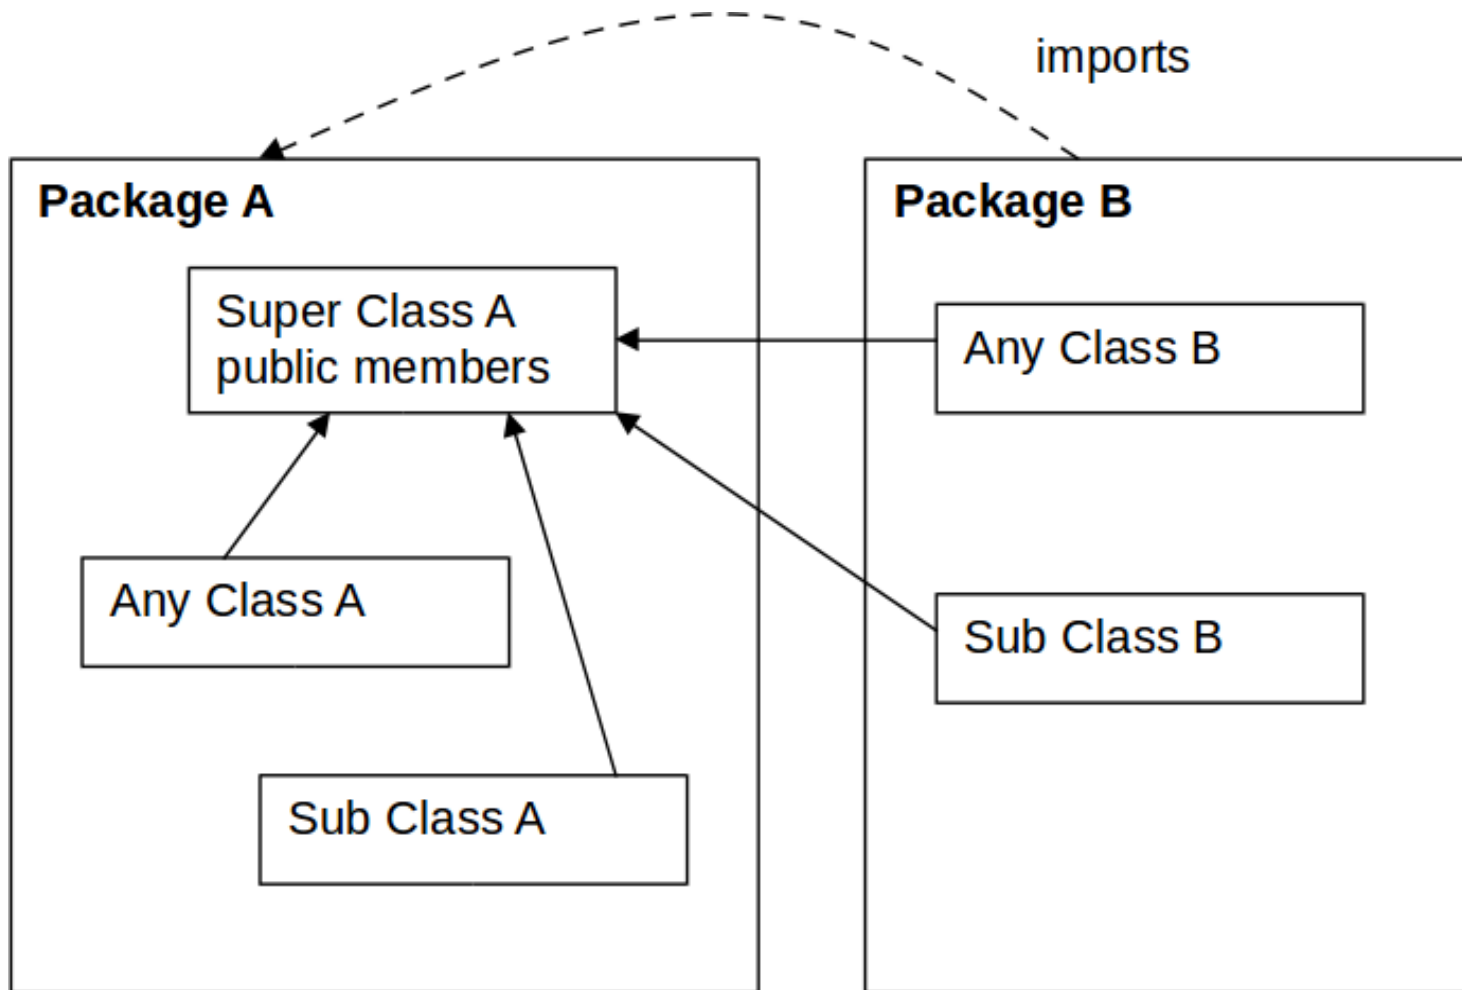 imports
Package A
Package B
Super Class A
public members
Any Class B
Any Class A
Sub Class B
Sub Class A